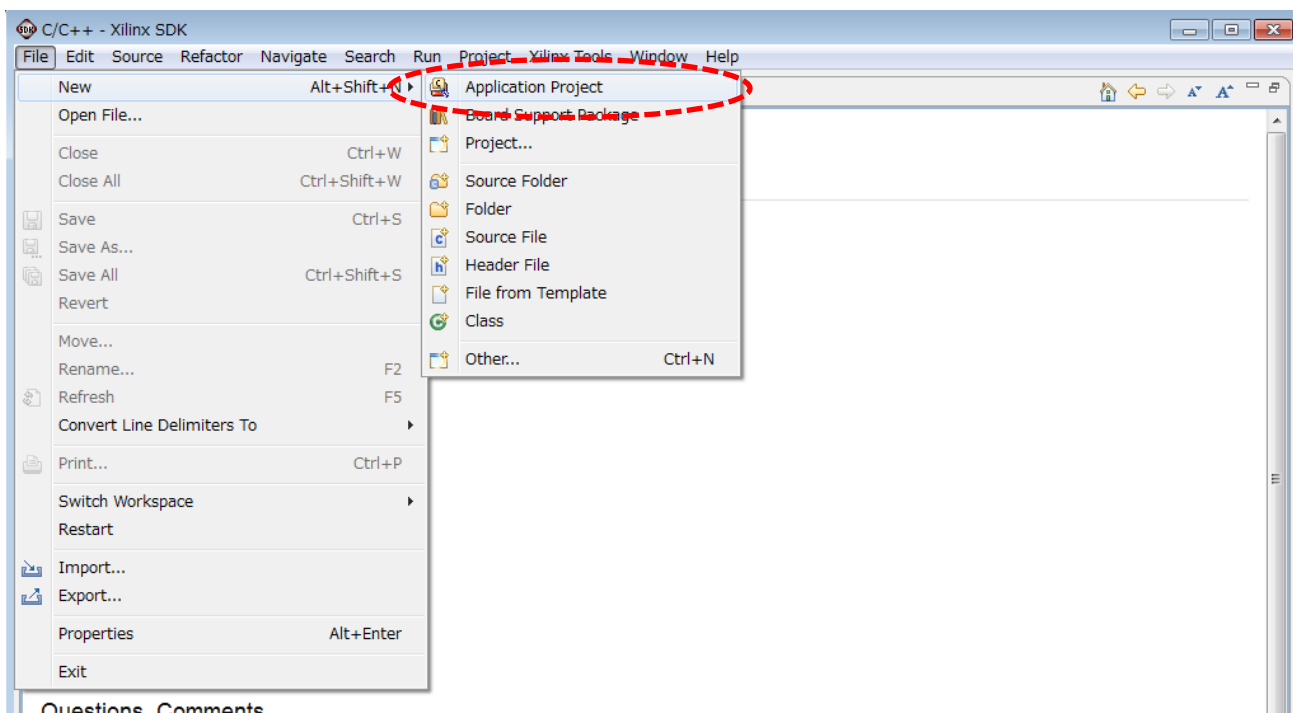 C/C++ - Xilinx SDK
File Edit Source Refactor Navigate Search Run Project Xilinx Tools Window Help
New Alt+Shift+N
Open File...
Close Ctrl+W
Close All Ctrl+Shift+W
Save Ctrl+S
Save As...
Save All Ctrl+Shift+S
Revert
Move...
Rename... F2
Refresh F5
Convert Line Delimiters To
Print... Ctrl+P
Switch Workspace
Restart
Import...
Export...
Properties Alt+Enter
Exit
Application Project
Board Support Package
Project...
Source Folder
Folder
Source File
Header File
File from Template
Class
Other... Ctrl+N
Questions, Comments